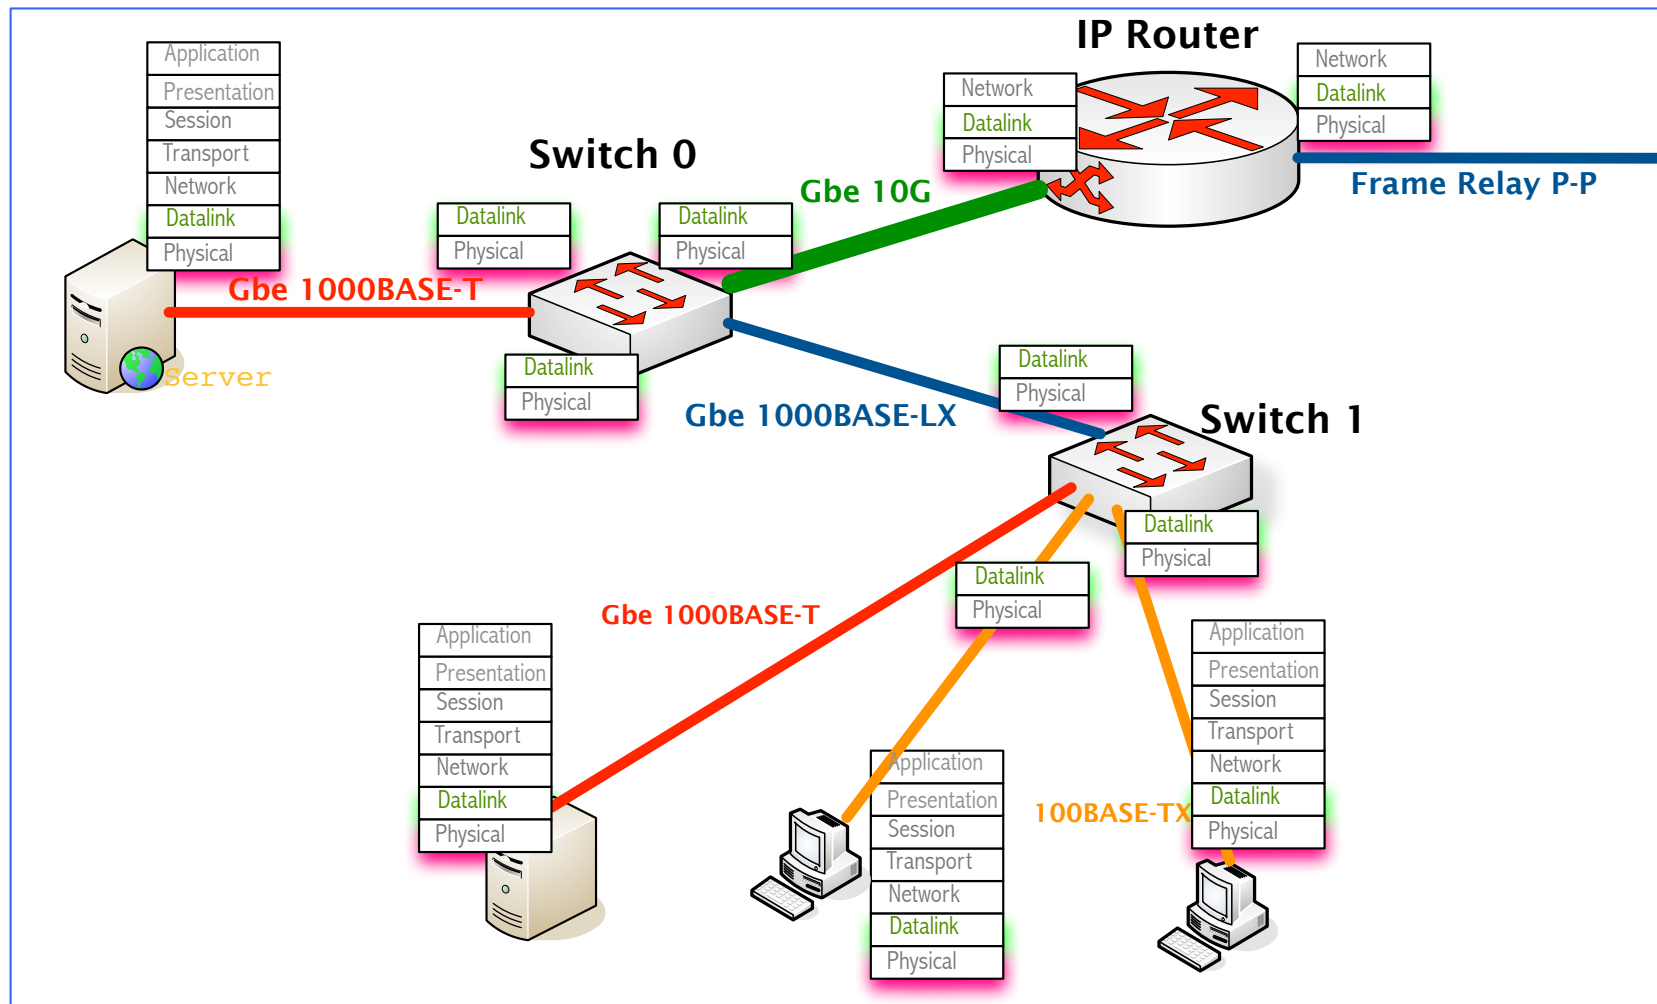 IP Router
Application
Presentation
Session
Transport
Network
Datalink
Physical
Network
Datalink
Physical
Network
Datalink
Physical
Switch 0
Gbe 10G
Frame Relay P-P
Datalink
Physical
Datalink
Physical
Gbe 1000BASE-T
Server
Datalink
Physical
Gbe 1000BASE-LX
Datalink
Physical
Switch 1
Datalink
Physical
Datalink
Physical
Gbe 1000BASE-T
Application
Presentation
Session
Transport
Network
Datalink
Physical
Application
Presentation
Session
Transport
Network
Datalink
Physical
100BASE-TX
Application
Presentation
Session
Transport
Network
Datalink
Physical